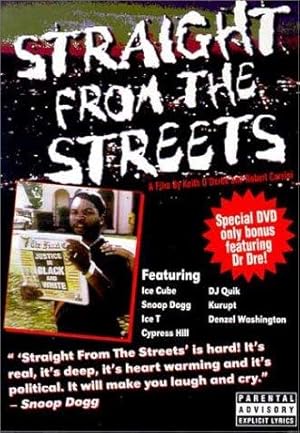 STRAIGHT
FROM THE
STREETS
A Film By Keith O'Derek and Robert Corsini
Special DVD
only bonus
featuring
Dr Dre!
JUSTICE IN
BLACK
AND
WHITE
Featuring
Ice Cube
Snoop Dogg
Ice T
Cypress Hill
DJ Quik
Kurupt
Denzel Washington
“ ‘Straight From The Streets’ is hard! It's
real, it's deep, it's heart warming and it's
political. It will make you laugh and cry.”
– Snoop Dogg
PARENTAL
ADVISORY
EXPLICIT LYRICS